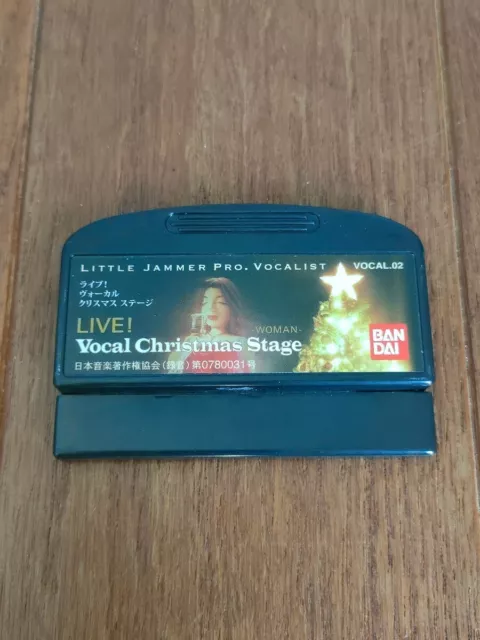 LITTLE JAMMER PRO. VOCALIST VOCAL.02
ライブ!
ヴォーカル
クリスマス ステージ
LIVE!
-WOMAN-
Vocal Christmas Stage
BAN
DAI
日本音楽著作権協会(録音)第0780031号